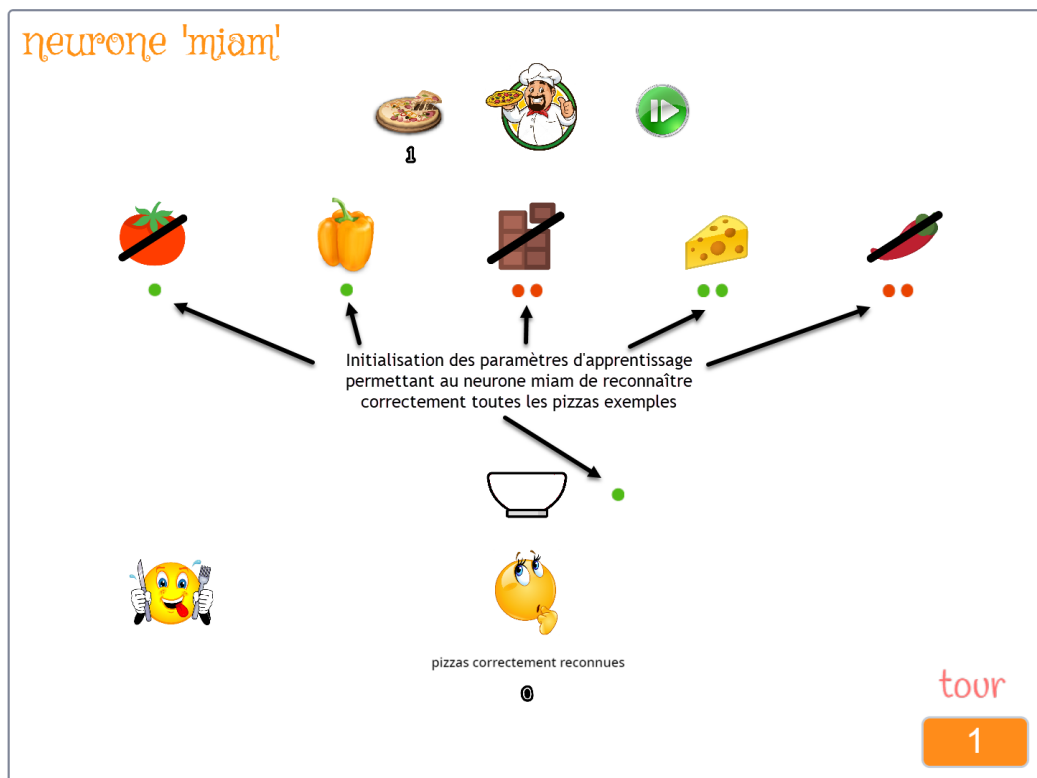 neurone 'miam'
1
Initialisation des paramètres d'apprentissage
permettant au neurone miam de reconnaître
correctement toutes les pizzas exemples
pizzas correctement reconnues
0
tour
1